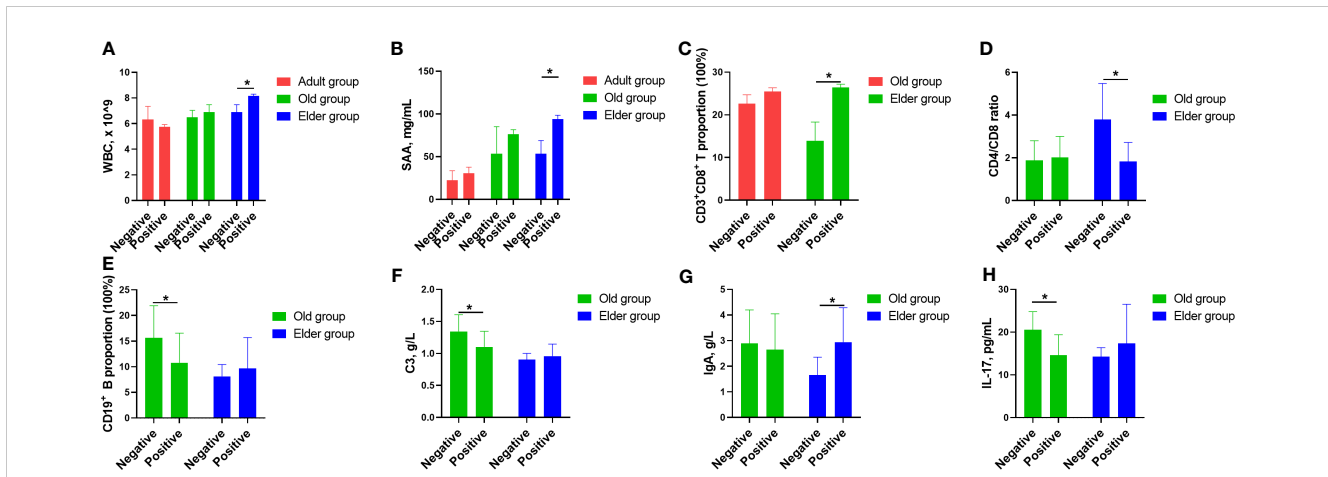 A
WBC, x 10^9
10
8
6
4
2
0
*
Negative
Positive
Negative
Positive
Negative
Positive
Adult group
Old group
Elder group
B
SAA, mg/mL
150
100
50
0
*
Negative
Positive
Negative
Positive
Negative
Positive
Adult group
Old group
Elder group
C
CD3+CD8+ T proportion (100%)
30
20
10
0
*
Negative
Positive
Negative
Positive
Old group
Elder group
D
CD4/CD8 ratio
6
4
2
0
*
Negative
Positive
Negative
Positive
Old group
Elder group
E
CD19+ B proportion (100%)
25
20
15
10
5
0
*
Negative
Positive
Negative
Positive
Old group
Elder group
F
C3, g/L
2.0
1.5
1.0
0.5
0.0
*
Negative
Positive
Negative
Positive
Old group
Elder group
G
IgA, g/L
5
4
3
2
1
0
*
Negative
Positive
Negative
Positive
Old group
Elder group
H
IL-17, pg/mL
30
20
10
0
*
Negative
Positive
Negative
Positive
Old group
Elder group